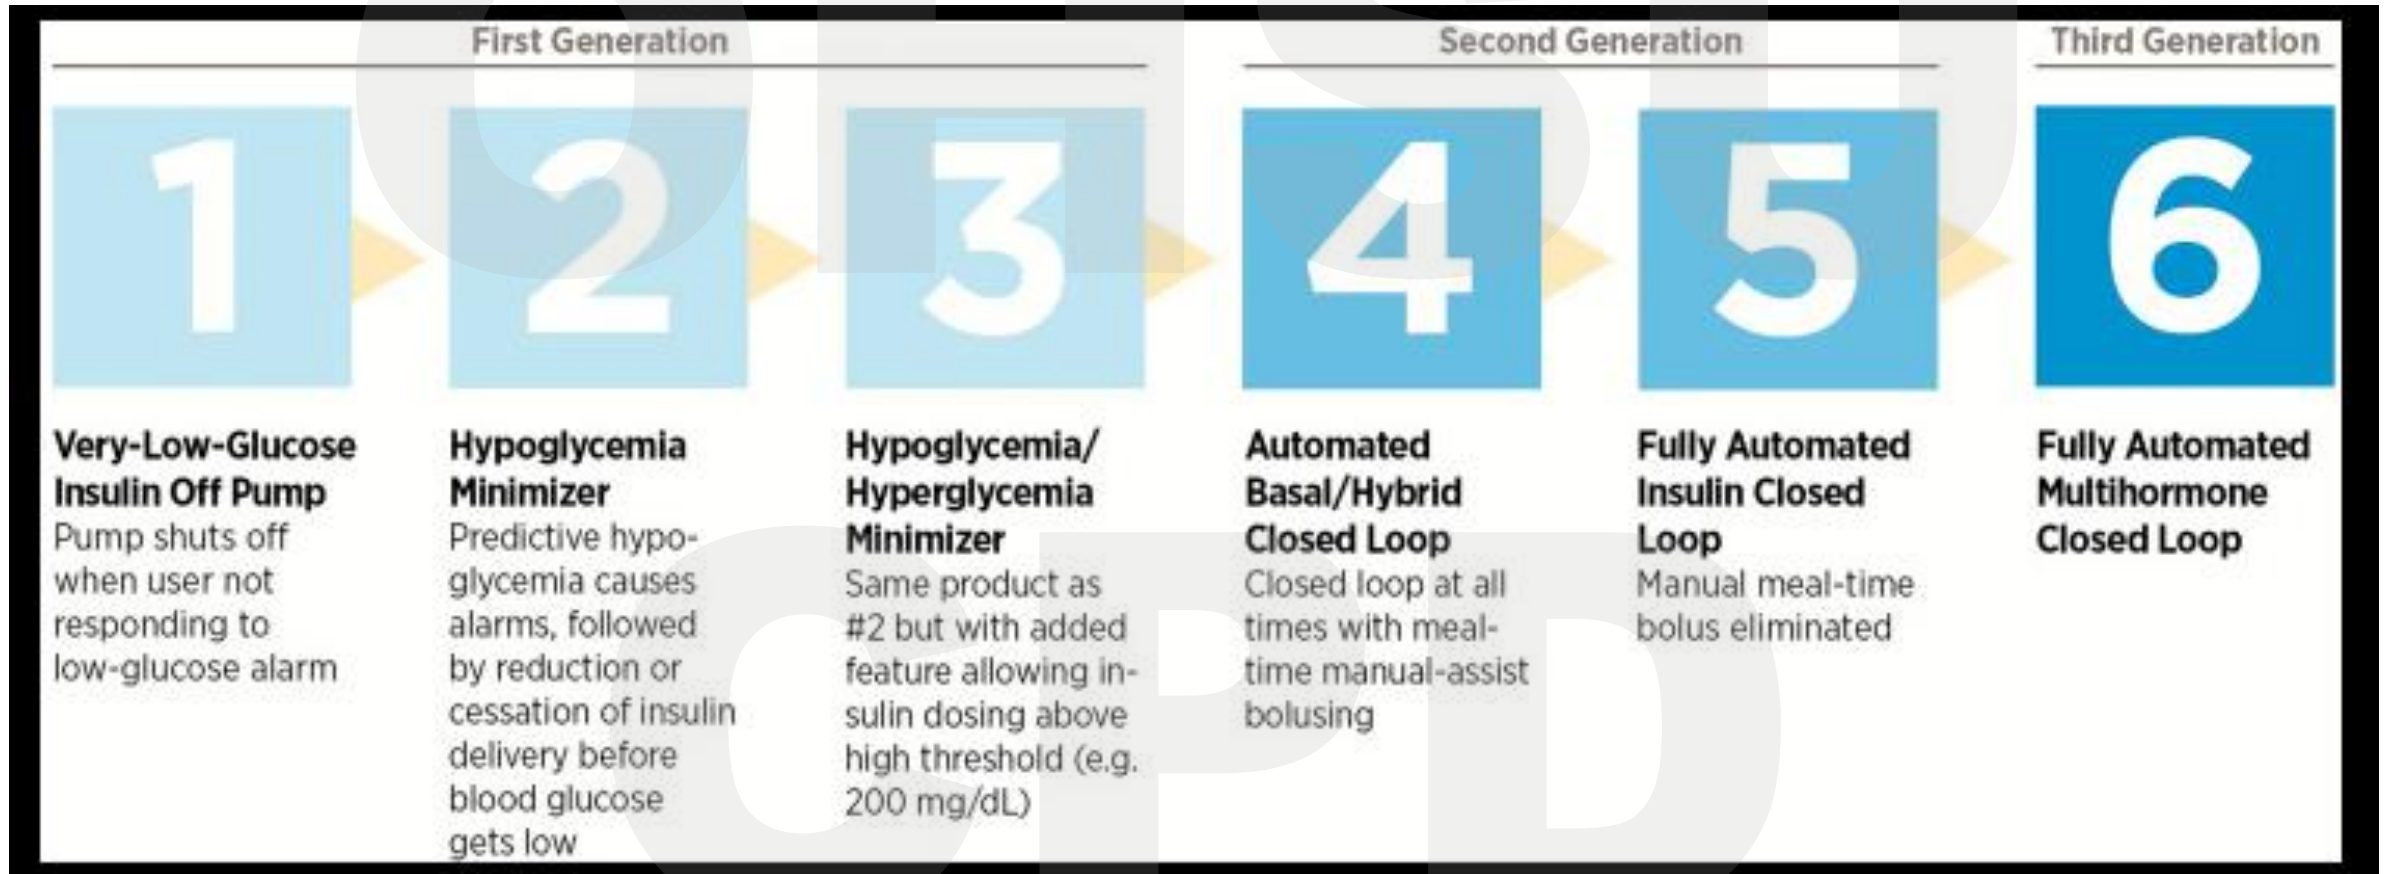 First Generation
Second Generation
Third Generation
1
2
3
4
5
6
Very-Low-Glucose
Insulin Off Pump
Pump shuts off
when user not
responding to
low-glucose alarm
Hypoglycemia
Minimizer
Predictive hypo-
glycemia causes
alarms, followed
by reduction or
cessation of insulin
delivery before
blood glucose
gets low
Hypoglycemia/
Hyperglycemia
Minimizer
Same product as
#2 but with added
feature allowing in-
sulin dosing above
high threshold (e.g.
200 mg/dL)
Automated
Basal/Hybrid
Closed Loop
Closed loop at all
times with meal-
time manual-assist
bolusing
Fully Automated
Insulin Closed
Loop
Manual meal-time
bolus eliminated
Fully Automated
Multihormone
Closed Loop
OHSU
CPD